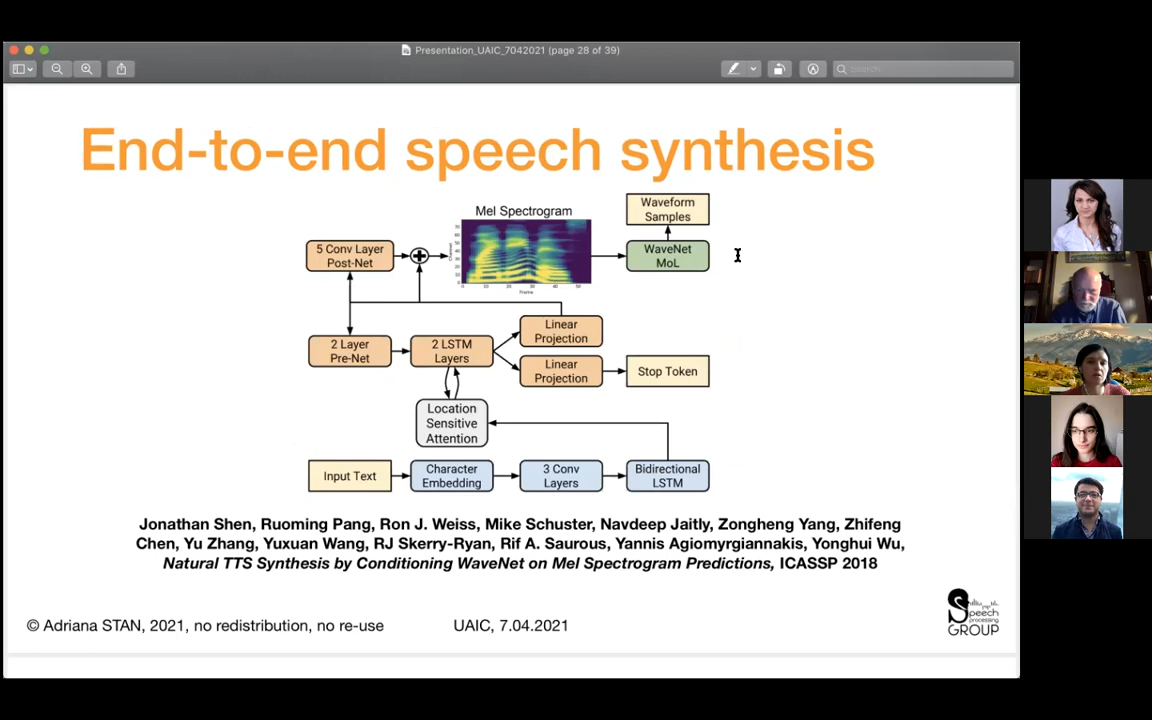 Presentation_UAIC_7042021 (page 28 of 39)
Search
End-to-end speech synthesis
Mel Spectrogram
Waveform
Samples
5 Conv Layer
Post-Net
WaveNet
MoL
Frame
2 Layer
Pre-Net
2 LSTM
Layers
Linear
Projection
Linear
Projection
Stop Token
Location
Sensitive
Attention
Input Text
Character
Embedding
3 Conv
Layers
Bidirectional
LSTM
Jonathan Shen, Ruoming Pang, Ron J. Weiss, Mike Schuster, Navdeep Jaitly, Zongheng Yang, Zhifeng
Chen, Yu Zhang, Yuxuan Wang, RJ Skerry-Ryan, Rif A. Saurous, Yannis Agiomyrgiannakis, Yonghui Wu,
Natural TTS Synthesis by Conditioning WaveNet on Mel Spectrogram Predictions, ICASSP 2018
© Adriana STAN, 2021, no redistribution, no re-use
UAIC, 7.04.2021
Speech
processing
GROUP